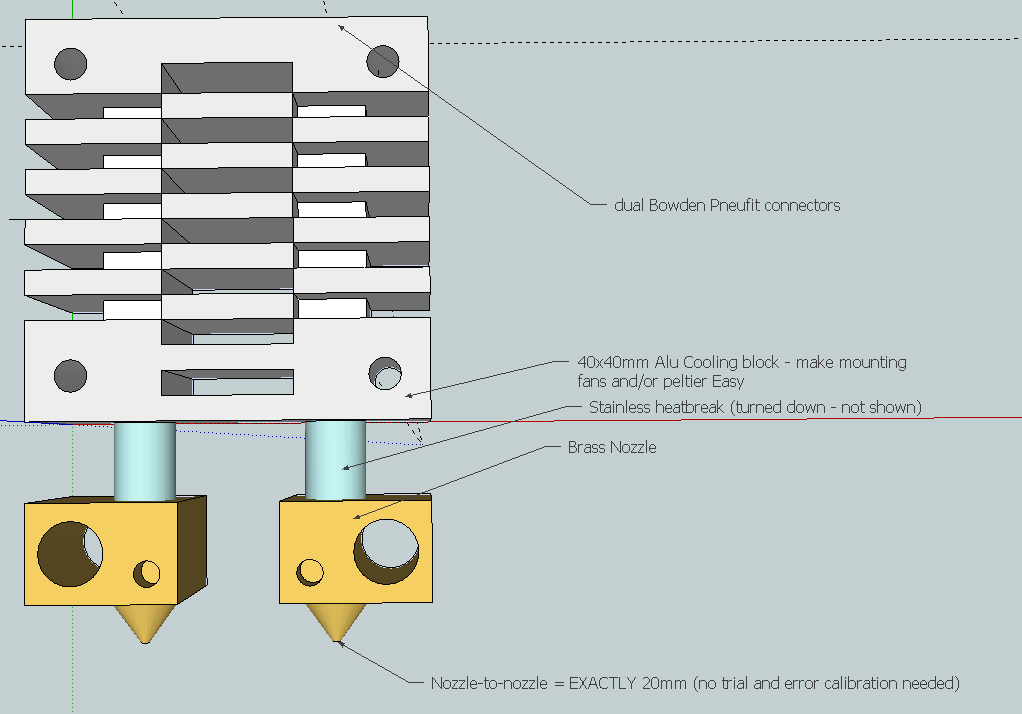 dual Bowden Pneufit connectors
40x40mm Alu Cooling block - make mounting
fans and/or peltier Easy
Stainless heatbreak (turned down - not shown)
Brass Nozzle
Nozzle-to-nozzle = EXACTLY 20mm (no trial and error calibration needed)